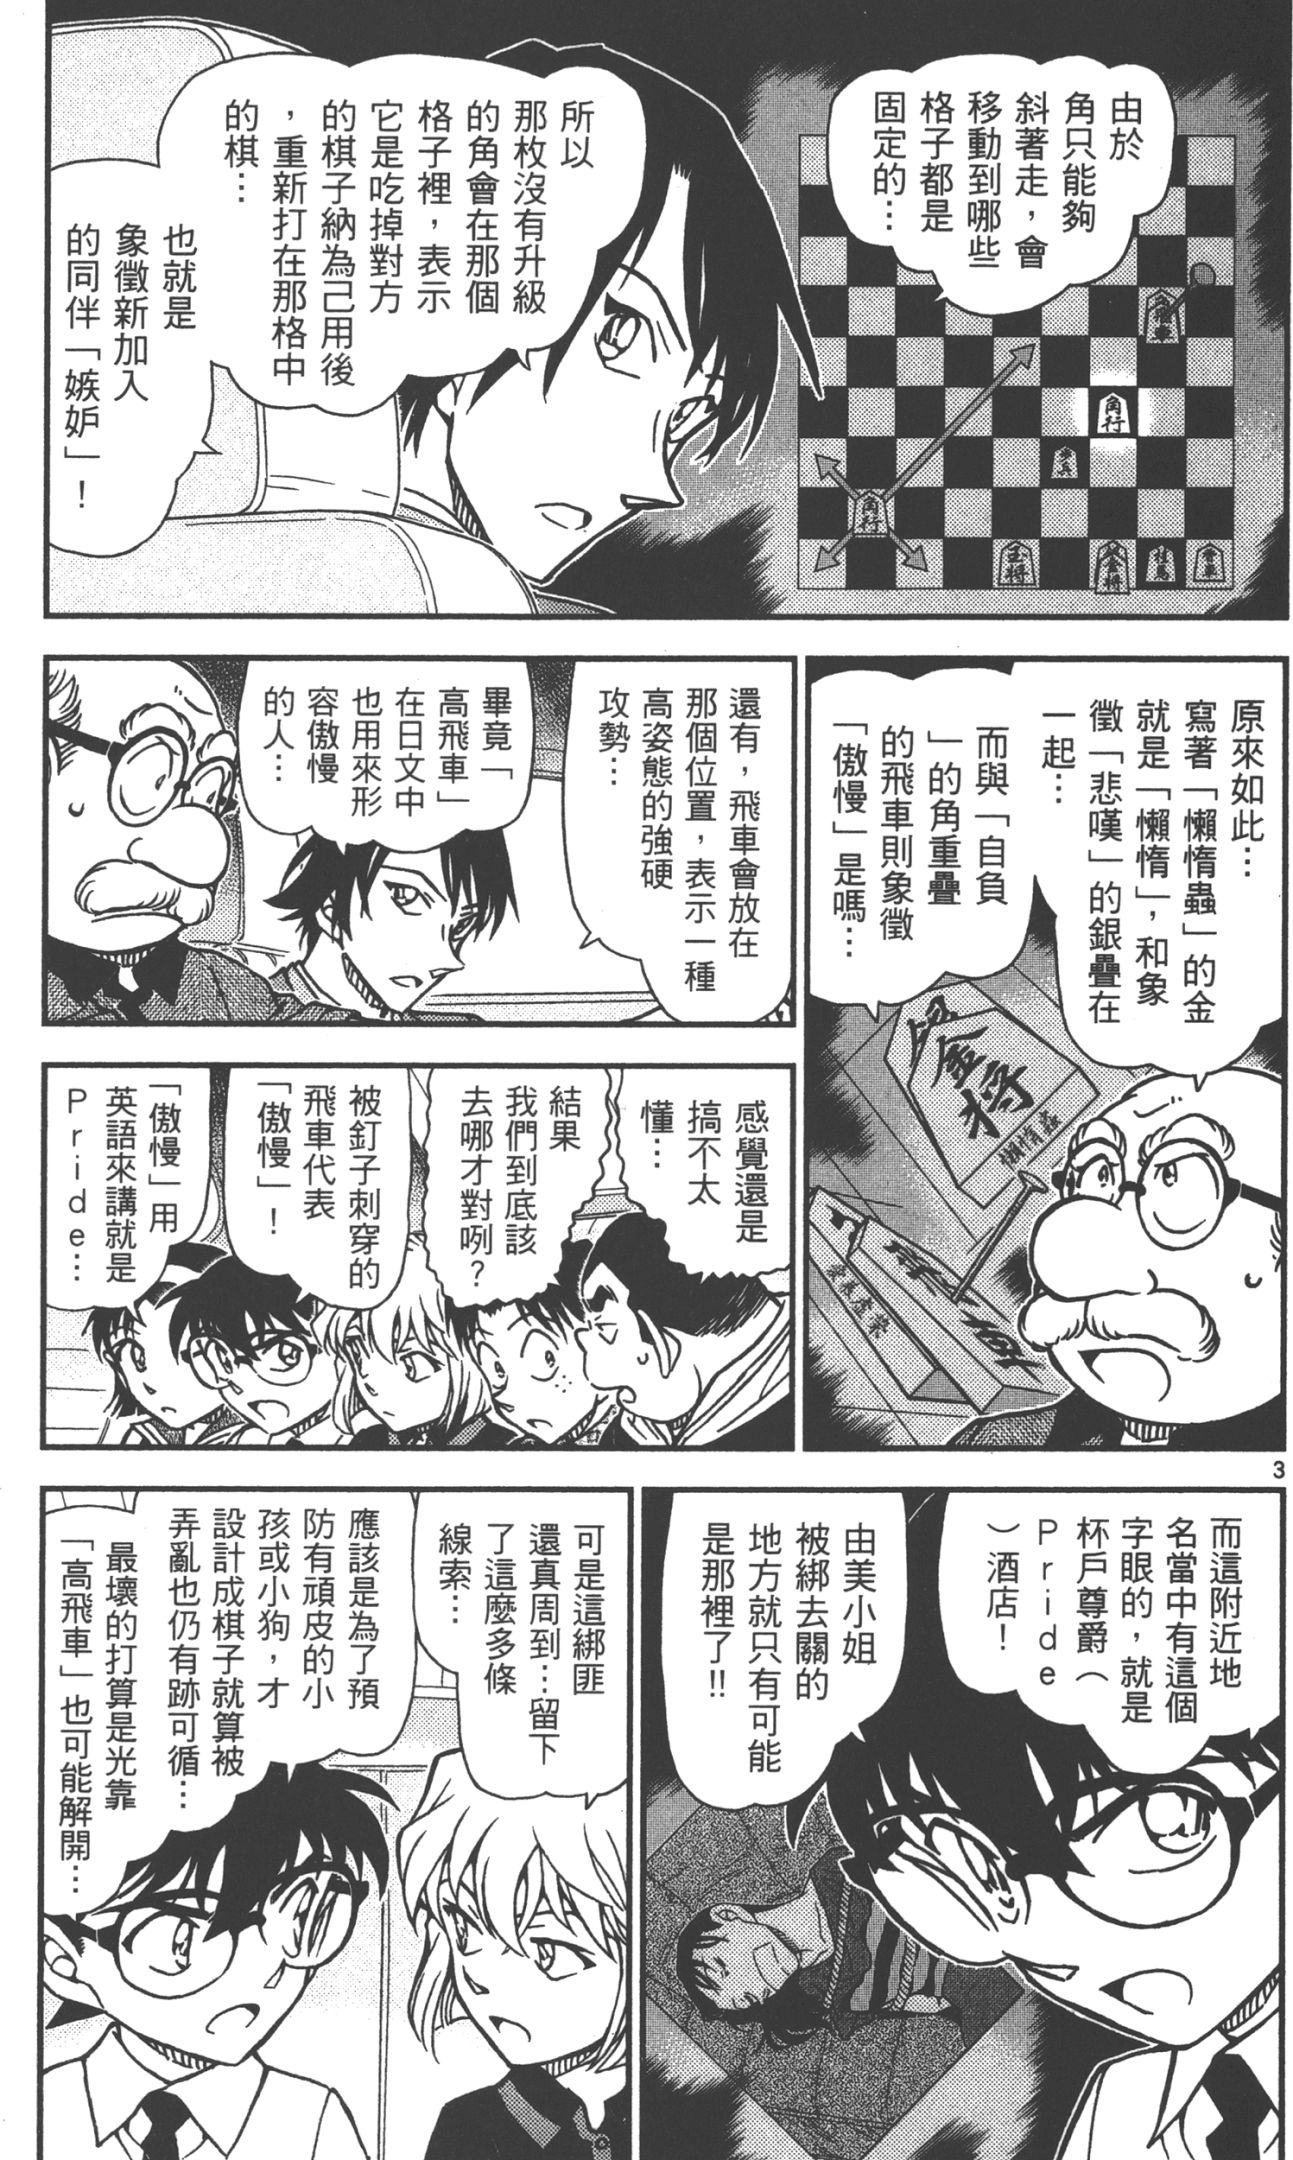 由於
角只能夠
斜著走，會
移動到哪些
格子都是
固定的…
所以
那枚沒有升級
的角會在那個
格子裡，表示
它是吃掉對方
的棋子納為己用後
，重新打在那格中
的棋…
也就是
象徵新加入
的同伴「嫉妒」！
角行
角行
玉將
原來如此…
寫著「懶惰蟲」的金
就是「懶惰」，和象
徵「悲嘆」的銀疊在
一起…
而與「自負
」的角重疊
的飛車則象徵
「傲慢」是嗎…
金將
懶惰蟲
還有，飛車會放在
那個位置，表示一種
高姿態的強硬
攻勢…
畢竟「
高飛車」
在日文中
也用來形
容傲慢
的人…
感覺還是
搞不太
懂…
結果
我們到底該
去哪才對咧？
被釘子刺穿的
飛車代表
「傲慢」！
「傲慢」用
英語來講就是
Pride…
3
而這附近地
名當中有這個
字眼的，就是
杯戶尊爵（
Pride
）酒店！
由美小姐
被綁去關的
地方就只有可能
是那裡了!!
可是這綁匪
還真周到…留下
了這麼多條
線索…
應該是為了預
防有頑皮的小
孩或小狗，才
設計成棋子就算被
弄亂也仍有跡可循…
最壞的打算是光靠
「高飛車」也可能解開…